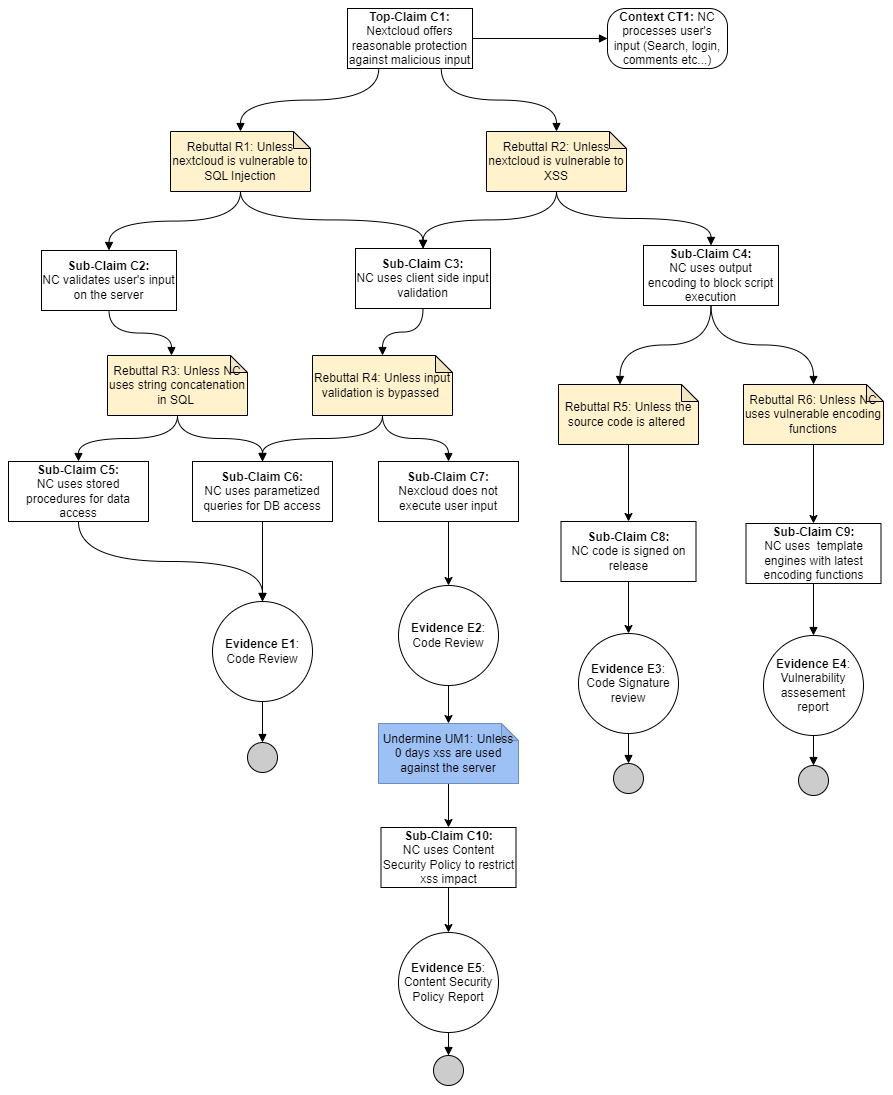 Top-Claim C1:
Nextcloud offers
reasonable protection
against malicious input
Context CT1: NC
processes user's
input (Search, login,
comments etc...)
Rebuttal R1: Unless
nextcloud is vulnerable to
SQL Injection
Rebuttal R2: Unless
nextcloud is vulnerable to
XSS
Sub-Claim C2:
NC validates user's input
on the server
Sub-Claim C3:
NC uses client side input
validation
Sub-Claim C4:
NC uses output
encoding to block script
execution
Rebuttal R3: Unless NC
uses string concatenation
in SQL
Rebuttal R4: Unless input
validation is bypassed
Rebuttal R5: Unless the
source code is altered
Rebuttal R6: Unless NC
uses vulnerable encoding
functions
Sub-Claim C5:
NC uses stored
procedures for data
access
Sub-Claim C6:
NC uses parametized
queries for DB access
Sub-Claim C7:
Nexcloud does not
execute user input
Sub-Claim C8:
NC code is signed on
release
Sub-Claim C9:
NC uses  template
engines with latest
encoding functions
Evidence E1:
Code Review
Evidence E2:
Code Review
Evidence E3:
Code Signature
review
Evidence E4:
Vulnerability
assesement
report
Undermine UM1: Unless
0 days xss are used
against the server
Sub-Claim C10:
NC uses Content
Security Policy to restrict
xss impact
Evidence E5:
Content Security
Policy Report